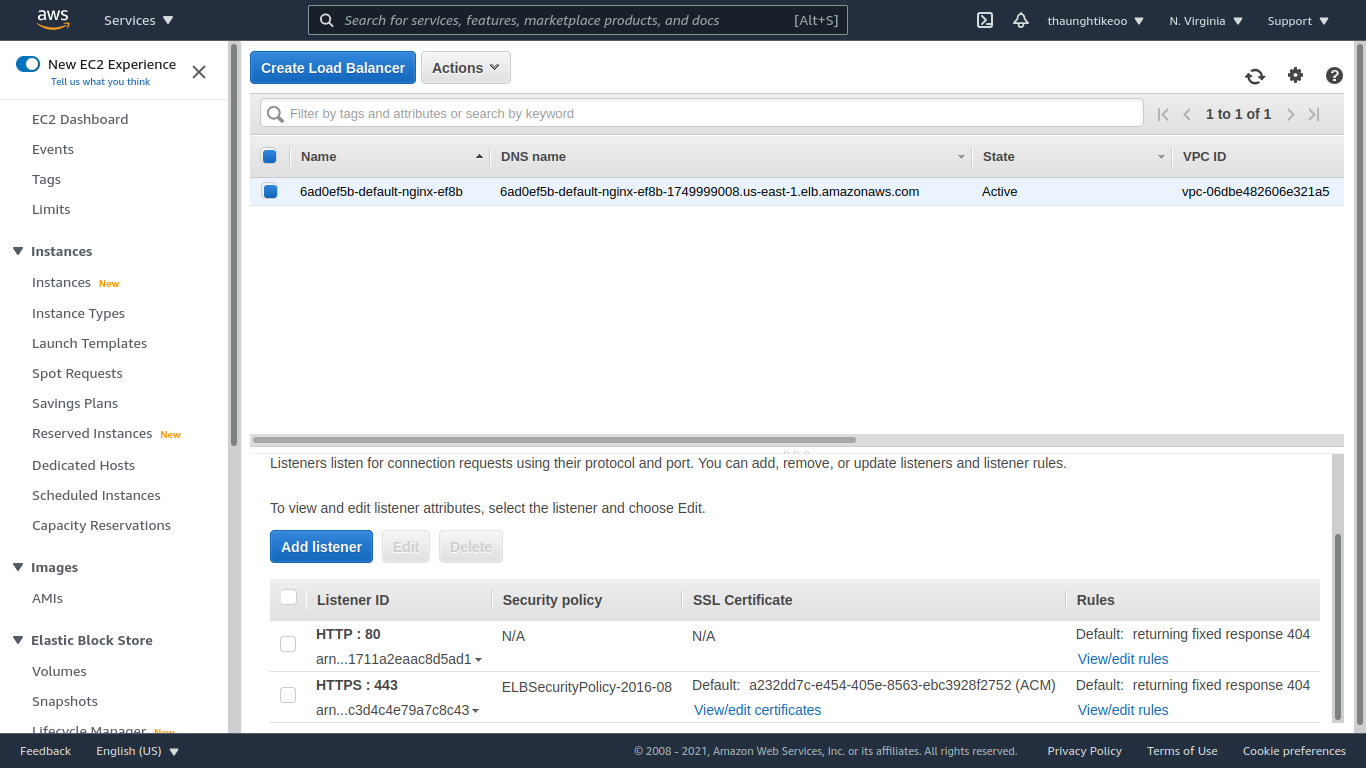 aws
Services
Search for services, features, marketplace products, and docs
[Alt+S]
thaunghtikeoo
N. Virginia
Support
New EC2 Experience
Tell us what you think
EC2 Dashboard
Events
Tags
Limits
Instances
Instances New
Instance Types
Launch Templates
Spot Requests
Savings Plans
Reserved Instances New
Dedicated Hosts
Scheduled Instances
Capacity Reservations
Images
AMIs
Elastic Block Store
Volumes
Snapshots
Lifecycle Manager New
Create Load Balancer
Actions
Filter by tags and attributes or search by keyword
1 to 1 of 1
Name DNS name State VPC ID
6ad0ef5b-default-nginx-ef8b 6ad0ef5b-default-nginx-ef8b-1749999008.us-east-1.elb.amazonaws.com Active vpc-06dbe482606e321a5
Listeners listen for connection requests using their protocol and port. You can add, remove, or update listeners and listener rules.
To view and edit listener attributes, select the listener and choose Edit.
Add listener Edit Delete
Listener ID Security policy SSL Certificate Rules
HTTP : 80 N/A N/A Default: returning fixed response 404
arn...1711a2eaac8d5ad1 View/edit rules
HTTPS : 443 ELBSecurityPolicy-2016-08 Default: a232dd7c-e454-405e-8563-ebc3928f2752 (ACM) Default: returning fixed response 404
arn...c3d4c4e79a7c8c43 View/edit certificates View/edit rules
Feedback English (US) © 2008 - 2021, Amazon Web Services, Inc. or its affiliates. All rights reserved. Privacy Policy Terms of Use Cookie preferences